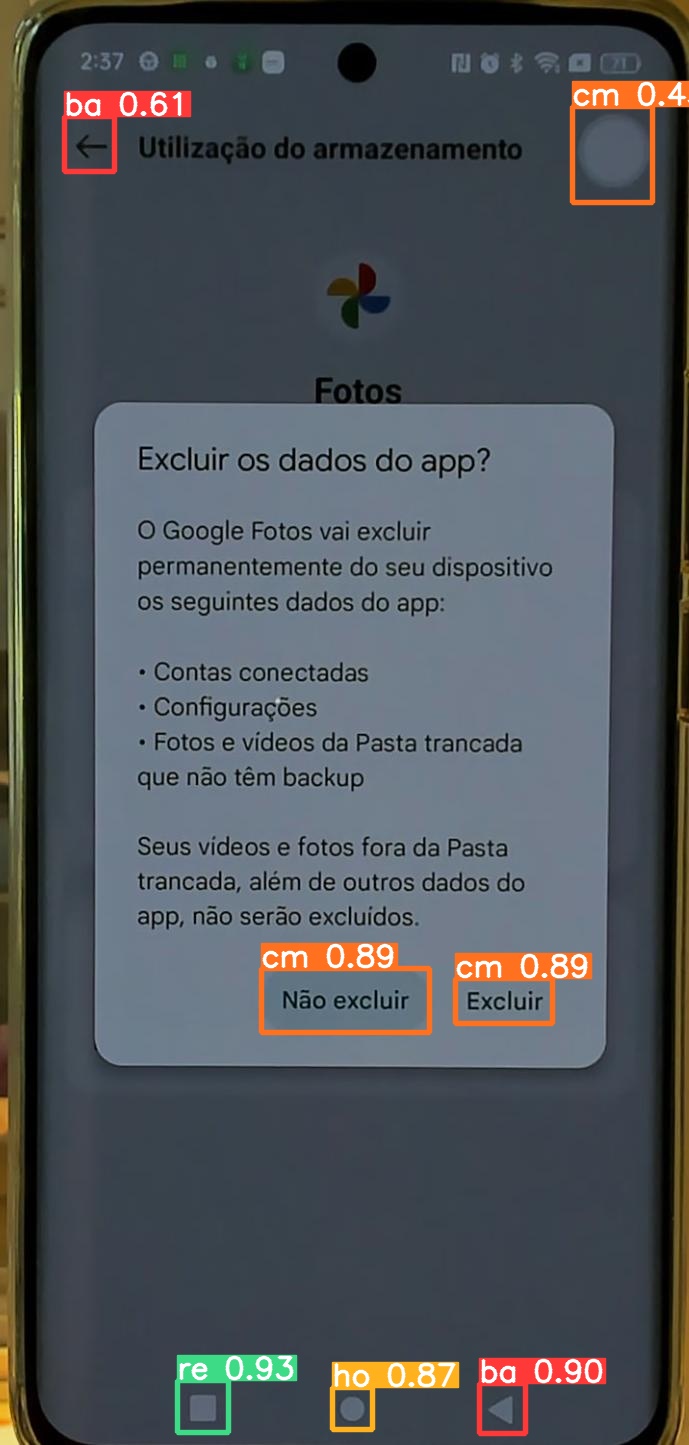 2:37
71
ba 0.61
cm 0.4
Utilização do armazenamento
Fotos
Excluir os dados do app?
O Google Fotos vai excluir
permanentemente do seu dispositivo
os seguintes dados do app:
• Contas conectadas
• Configurações
• Fotos e vídeos da Pasta trancada
que não têm backup
Seus vídeos e fotos fora da Pasta
trancada, além de outros dados do
app, não serão excluídos.
cm 0.89
cm 0.89
Não excluir
Excluir
re 0.93
ho 0.87
ba 0.90